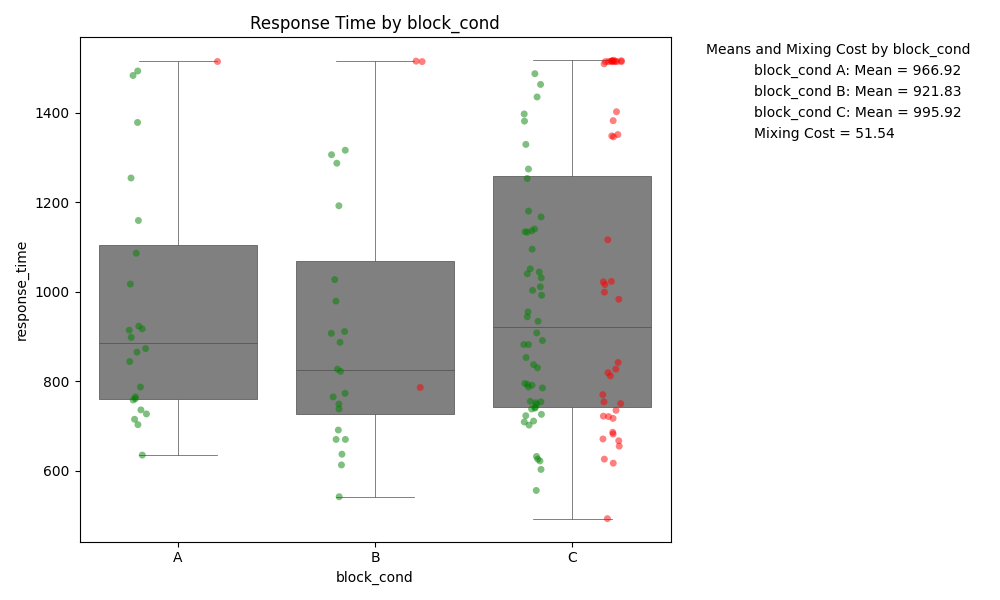 Response Time by block_cond
Means and Mixing Cost by block_cond
block_cond A: Mean = 966.92
block_cond B: Mean = 921.83
block_cond C: Mean = 995.92
Mixing Cost = 51.54
response_time
1400
1200
1000
800
600
A
B
C
block_cond